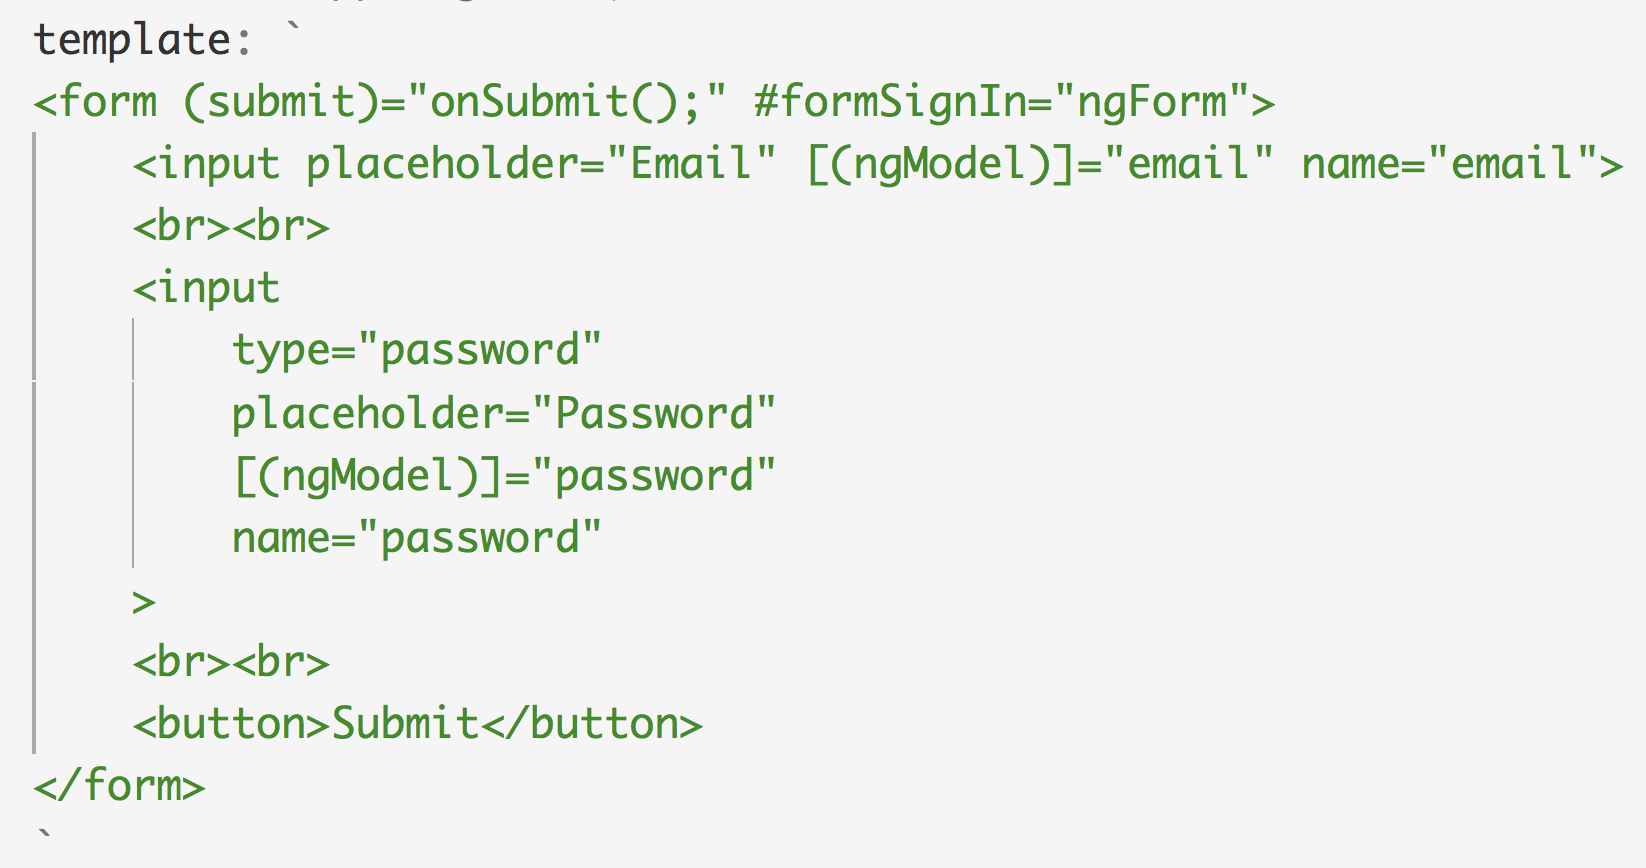 template: `
<form (submit)="onSubmit();" #formSignIn="ngForm">
    <input placeholder="Email" [(ngModel)]="email" name="email">
    <br><br>
    <input
        type="password"
        placeholder="Password"
        [(ngModel)]="password"
        name="password"
    >
    <br><br>
    <button>Submit</button>
</form>
`